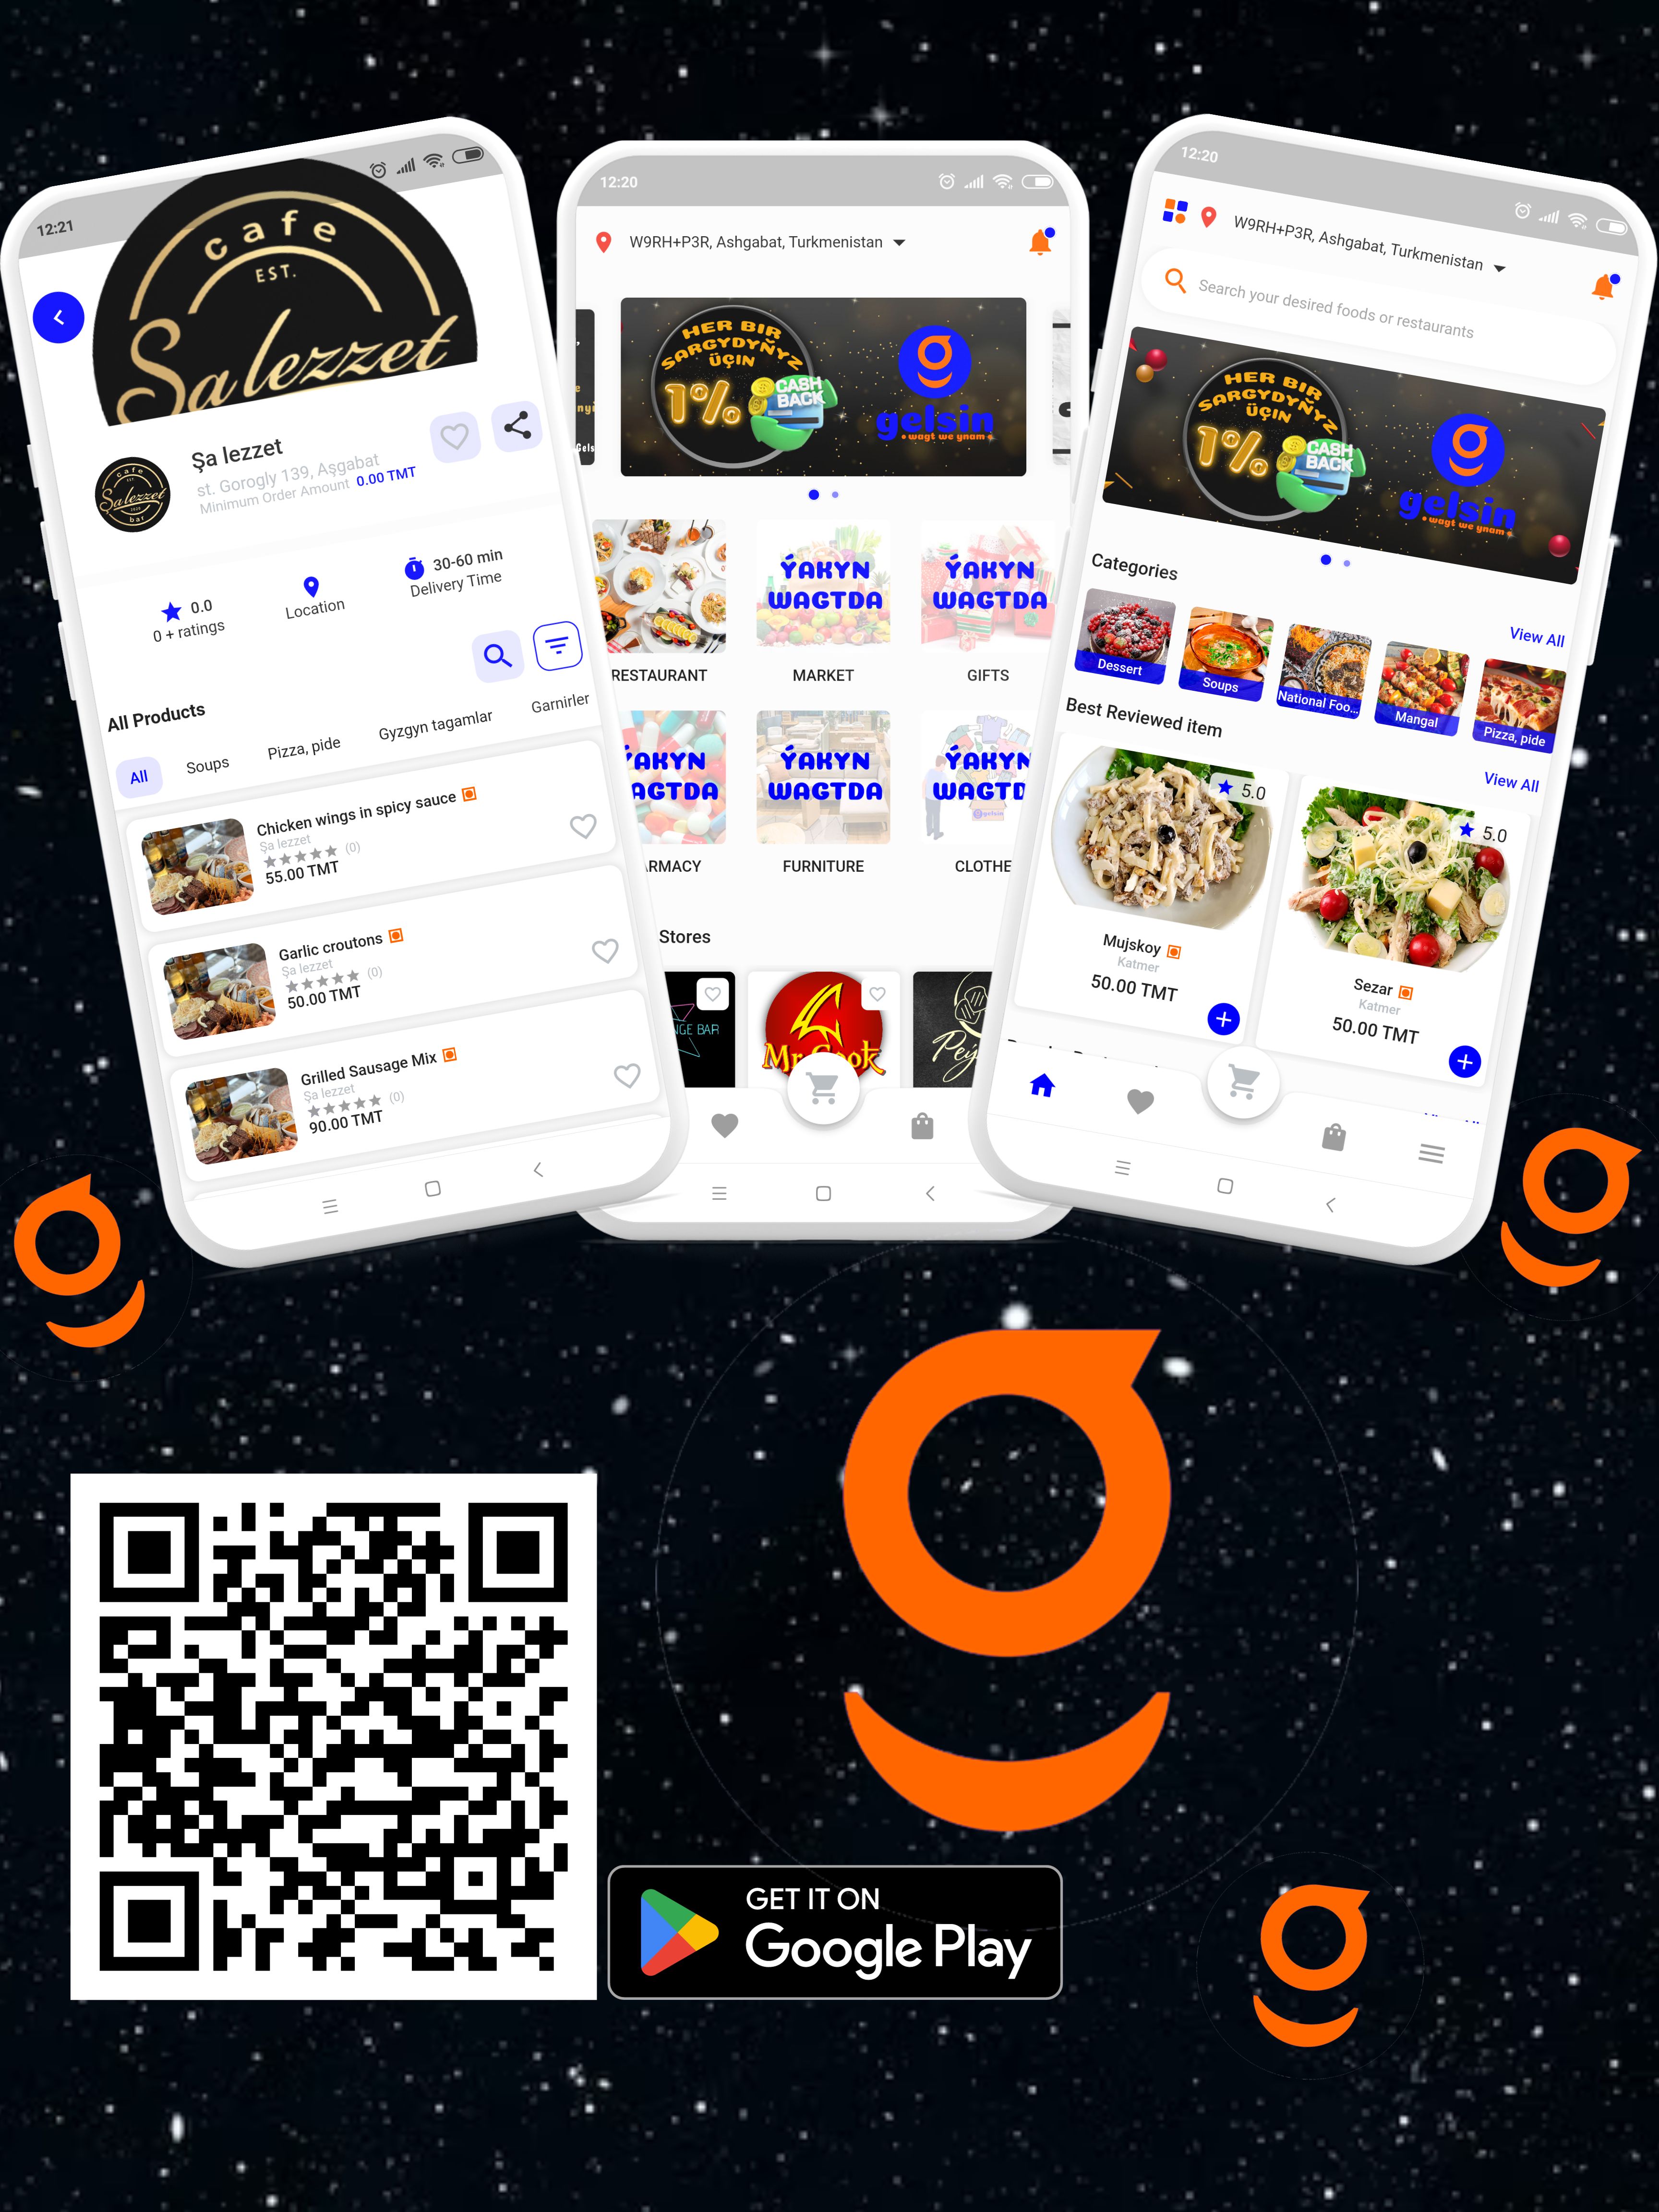 12:21
cafe
EST.
Şa lezzet
Şa lezzet
st. Gorogly 139, Aşgabat
Minimum Order Amount 0.00 TMT
cafe
EST.
Şa lezzet
bar
0.0
0 + ratings
Location
30-60 min
Delivery Time
All Products
All
Soups
Pizza, pide
Gyzgyn tagamlar
Garnirler
Chicken wings in spicy sauce
Şa lezzet
(0)
55.00 TMT
Garlic croutons
Şa lezzet
(0)
50.00 TMT
Grilled Sausage Mix
Şa lezzet
(0)
90.00 TMT
12:20
W9RH+P3R, Ashgabat, Turkmenistan
HER BIR
SARGYDYŇYZ
ÜÇIN
1%
CASH
BACK
gelsin
wagt we ynam
Gels
RESTAURANT
ÝAKYN
WAGTDA
MARKET
ÝAKYN
WAGTDA
GIFTS
ÝAKYN
WAGTDA
ARMACY
ÝAKYN
WAGTDA
FURNITURE
ÝAKYN
WAGTD
CLOTHE
Stores
NGE BAR
Mr Cook
Peý
12:20
W9RH+P3R, Ashgabat, Turkmenistan
Search your desired foods or restaurants
HER BIR
SARGYDYŇYZ
ÜÇIN
1%
CASH
BACK
gelsin
wagt we ynam
Categories
View All
Dessert
Soups
National Foo...
Mangal
Pizza, pide
Best Reviewed item
View All
5.0
Mujskoy
Katmer
50.00 TMT
5.0
Sezar
Katmer
50.00 TMT
GET IT ON
Google Play